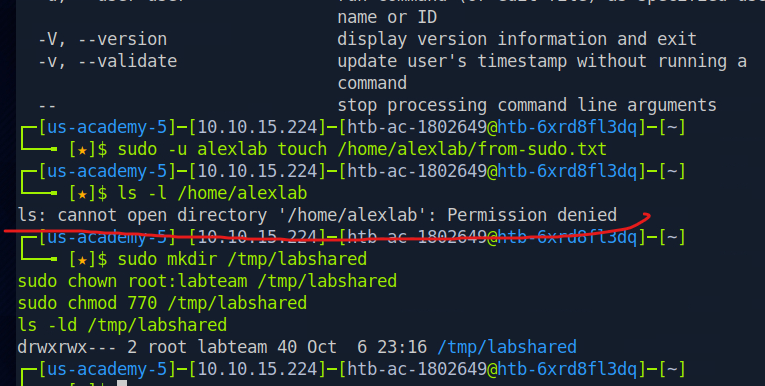 name or ID
-V, --version display version information and exit
-v, --validate update user's timestamp without running a
command
-- stop processing command line arguments
┌─[us-academy-5]─[10.10.15.224]─[htb-ac-1802649@htb-6xrd8fl3dq]─[~]
└──╼ [★]$ sudo -u alexlab touch /home/alexlab/from-sudo.txt
┌─[us-academy-5]─[10.10.15.224]─[htb-ac-1802649@htb-6xrd8fl3dq]─[~]
└──╼ [★]$ ls -l /home/alexlab
ls: cannot open directory '/home/alexlab': Permission denied
┌─[us-academy-5]─[10.10.15.224]─[htb-ac-1802649@htb-6xrd8fl3dq]─[~]
└──╼ [★]$ sudo mkdir /tmp/labshared
sudo chown root:labteam /tmp/labshared
sudo chmod 770 /tmp/labshared
ls -ld /tmp/labshared
drwxrwx--- 2 root labteam 40 Oct  6 23:16 /tmp/labshared
┌─[us-academy-5]─[10.10.15.224]─[htb-ac-1802649@htb-6xrd8fl3dq]─[~]